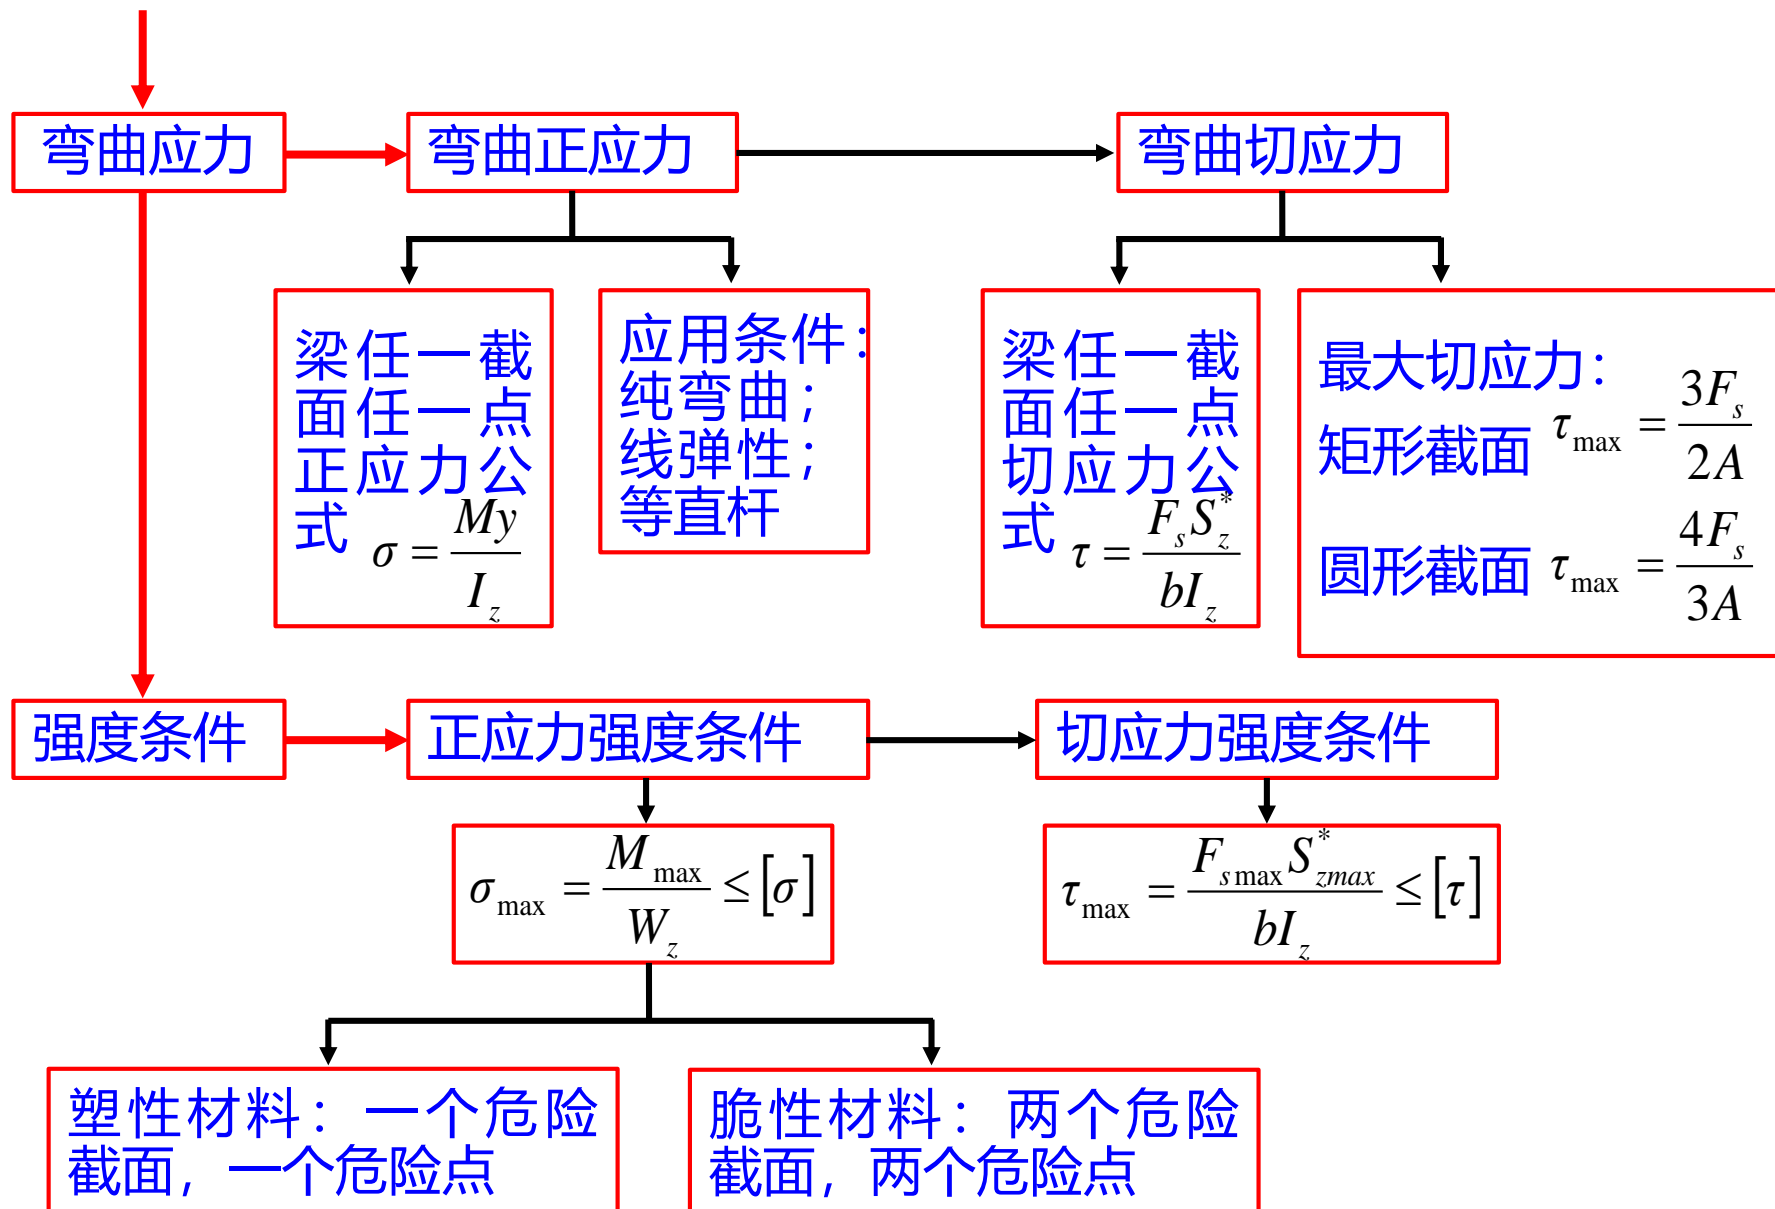 弯曲应力
弯曲正应力
弯曲切应力
梁任一截
面任一点
正应力公
式 σ = My / I_z
应用条件：
纯弯曲；
线弹性；
等直杆
梁任一截
面任一点
切应力公
式 τ = F_s S_z^* / bI_z
最大切应力：
矩形截面 τ_max = 3F_s / 2A
圆形截面 τ_max = 4F_s / 3A
强度条件
正应力强度条件
切应力强度条件
σ_max = M_max / W_z ≤ [σ]
τ_max = F_smax S_zmax^* / bI_z ≤ [τ]
塑性材料：一个危险
截面，一个危险点
脆性材料：两个危险
截面，两个危险点